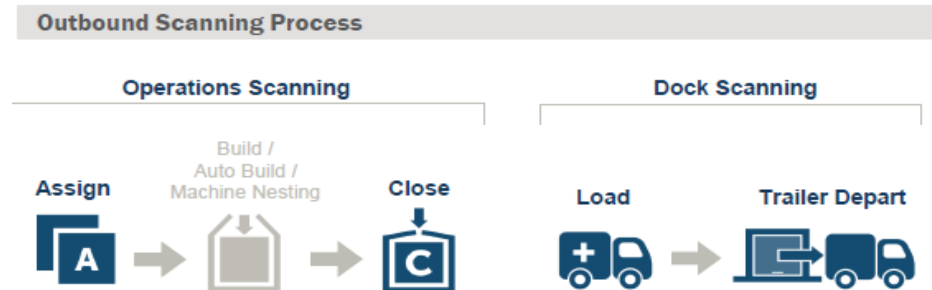 Outbound Scanning Process
Operations Scanning
Dock Scanning
Build /
Auto Build /
Machine Nesting
Assign
Close
Load
Trailer Depart
A
C